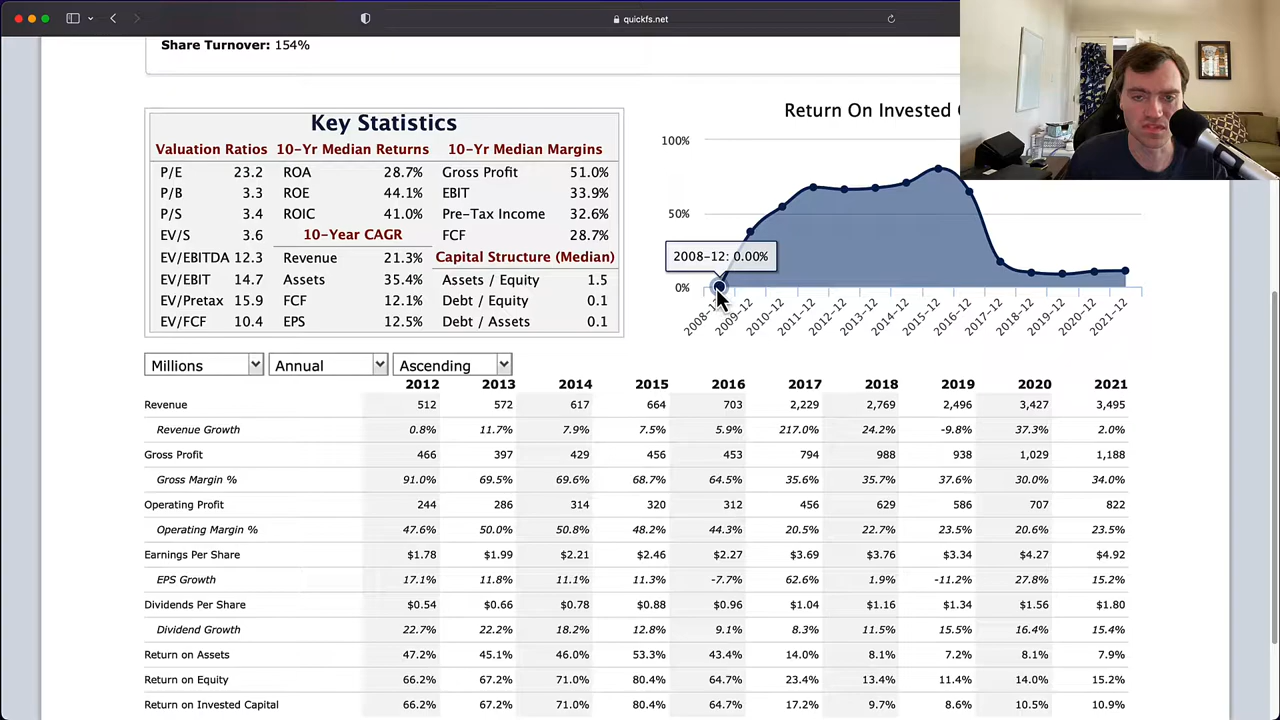 quickfs.net
Share Turnover: 154%
Key Statistics
Valuation Ratios 10-Yr Median Returns 10-Yr Median Margins
P/E 23.2 ROA 28.7% Gross Profit 51.0%
P/B 3.3 ROE 44.1% EBIT 33.9%
P/S 3.4 ROIC 41.0% Pre-Tax Income 32.6%
EV/S 3.6 10-Year CAGR FCF 28.7%
EV/EBITDA 12.3 Revenue 21.3% Capital Structure (Median)
EV/EBIT 14.7 Assets 35.4% Assets / Equity 1.5
EV/Pretax 15.9 FCF 12.1% Debt / Equity 0.1
EV/FCF 10.4 EPS 12.5% Debt / Assets 0.1
Return On Invested
100%
50%
2008-12: 0.00%
0%
2008-12 2009-12 2010-12 2011-12 2012-12 2013-12 2014-12 2015-12 2016-12 2017-12 2018-12 2019-12 2020-12 2021-12
Millions Annual Ascending
2012 2013 2014 2015 2016 2017 2018 2019 2020 2021
Revenue 512 572 617 664 703 2,229 2,769 2,496 3,427 3,495
Revenue Growth 0.8% 11.7% 7.9% 7.5% 5.9% 217.0% 24.2% -9.8% 37.3% 2.0%
Gross Profit 466 397 429 456 453 794 988 938 1,029 1,188
Gross Margin % 91.0% 69.5% 69.6% 68.7% 64.5% 35.6% 35.7% 37.6% 30.0% 34.0%
Operating Profit 244 286 314 320 312 456 629 586 707 822
Operating Margin % 47.6% 50.0% 50.8% 48.2% 44.3% 20.5% 22.7% 23.5% 20.6% 23.5%
Earnings Per Share $1.78 $1.99 $2.21 $2.46 $2.27 $3.69 $3.76 $3.34 $4.27 $4.92
EPS Growth 17.1% 11.8% 11.1% 11.3% -7.7% 62.6% 1.9% -11.2% 27.8% 15.2%
Dividends Per Share $0.54 $0.66 $0.78 $0.88 $0.96 $1.04 $1.16 $1.34 $1.56 $1.80
Dividend Growth 22.7% 22.2% 18.2% 12.8% 9.1% 8.3% 11.5% 15.5% 16.4% 15.4%
Return on Assets 47.2% 45.1% 46.0% 53.3% 43.4% 14.0% 8.1% 7.2% 8.1% 7.9%
Return on Equity 66.2% 67.2% 71.0% 80.4% 64.7% 23.4% 13.4% 11.4% 14.0% 15.2%
Return on Invested Capital 66.2% 67.2% 71.0% 80.4% 64.7% 17.2% 9.7% 8.6% 10.5% 10.9%